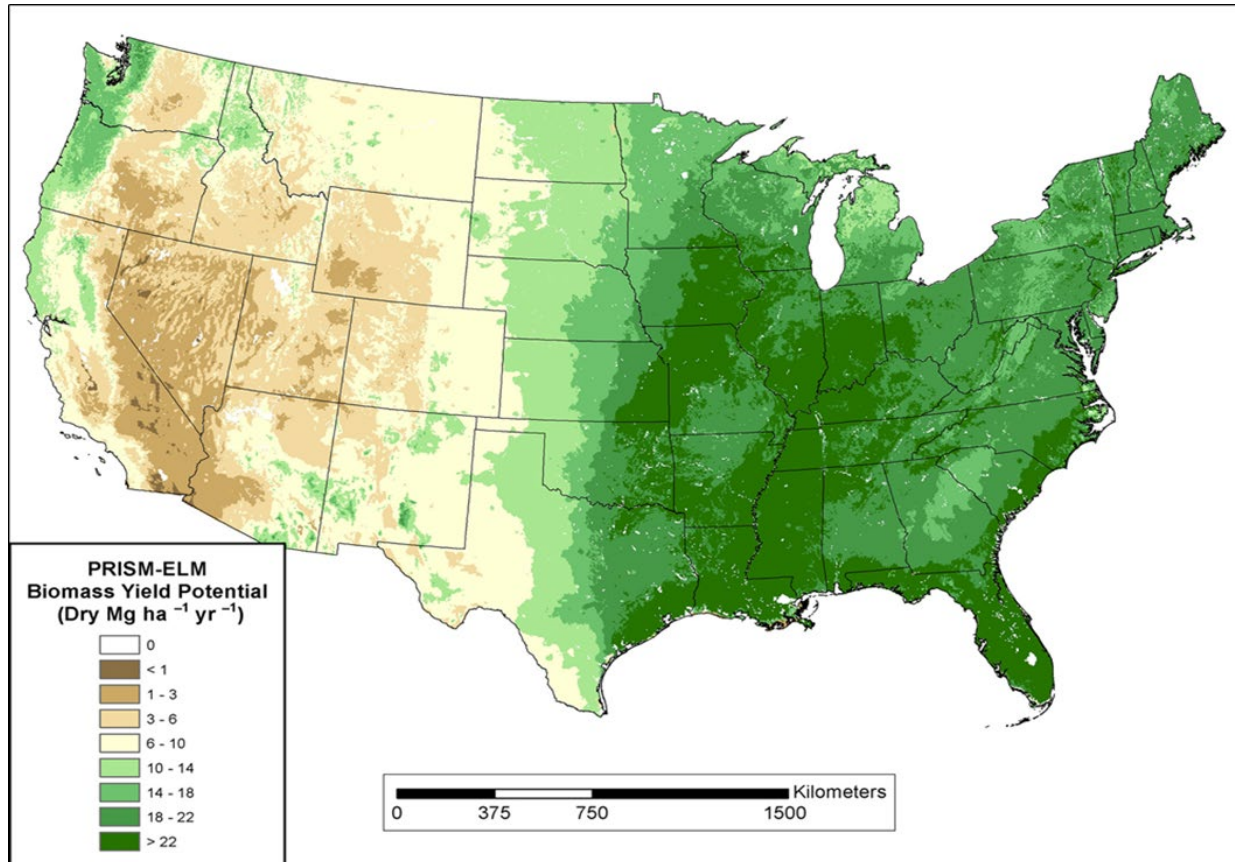 PRISM-ELM
Biomass Yield Potential
(Dry Mg ha ⁻¹ yr ⁻¹)
0
< 1
1 - 3
3 - 6
6 - 10
10 - 14
14 - 18
18 - 22
> 22
Kilometers
0 375 750 1500